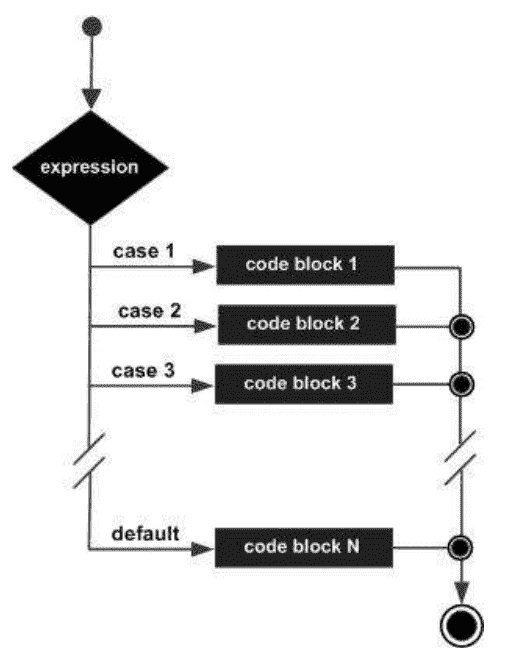 expression
case 1
code block 1
case 2
code block 2
case 3
code block 3
default
code block N